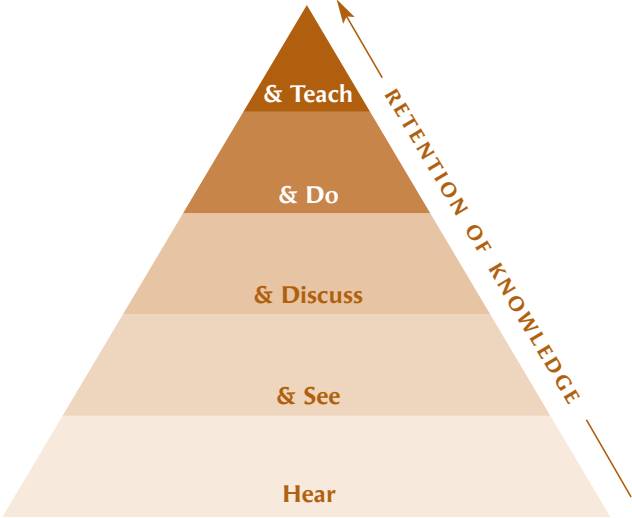 & Teach
& Do
& Discuss
& See
Hear
RETENTION OF KNOWLEDGE